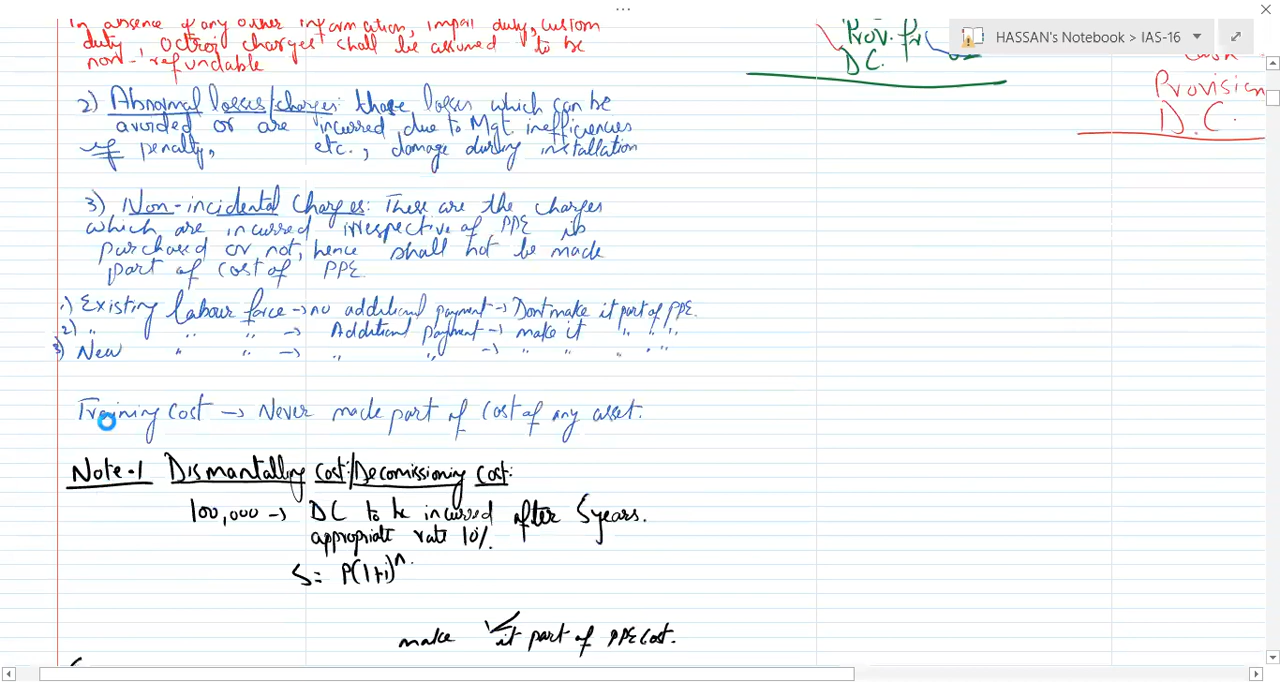 HASSAN's Notebook > IAS-16
In absence of any other information, import duty, custom
duty, octroi charges shall be assumed to be
non-refundable
Prov. fr
D.C.
Cash
Provision
D.C.
2) Abnormal losses/charges: those losses which can be
avoided or are incurred due to Mgt. inefficiencies
penalty, etc., damage during installation
3) Non-incidental Charges: These are the charges
which are incurred irrespective of PPE is
purchased or not, hence shall not be made
part of cost of PPE.
1) Existing labour force → no additional payment → Dont make it part of PPE.
2) " " " → Additional payment → make it " " "
3) New " " → " " → " " " " "
Training Cost → Never made part of cost of any asset.
Note-1 Dismantalling cost/Decomissioning cost:
100,000 → DC to be incurred after 5 years.
appropriate rate 10%.
S = P(1+i)^n.
make it part of PPE cost.